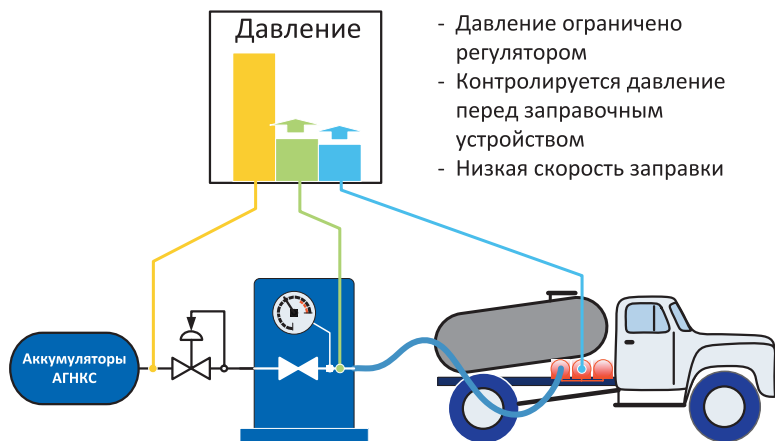 Давление
- Давление ограничено
регулятором
- Контролируется давление
перед заправочным
устройством
- Низкая скорость заправки
Аккумуляторы
АГНКС